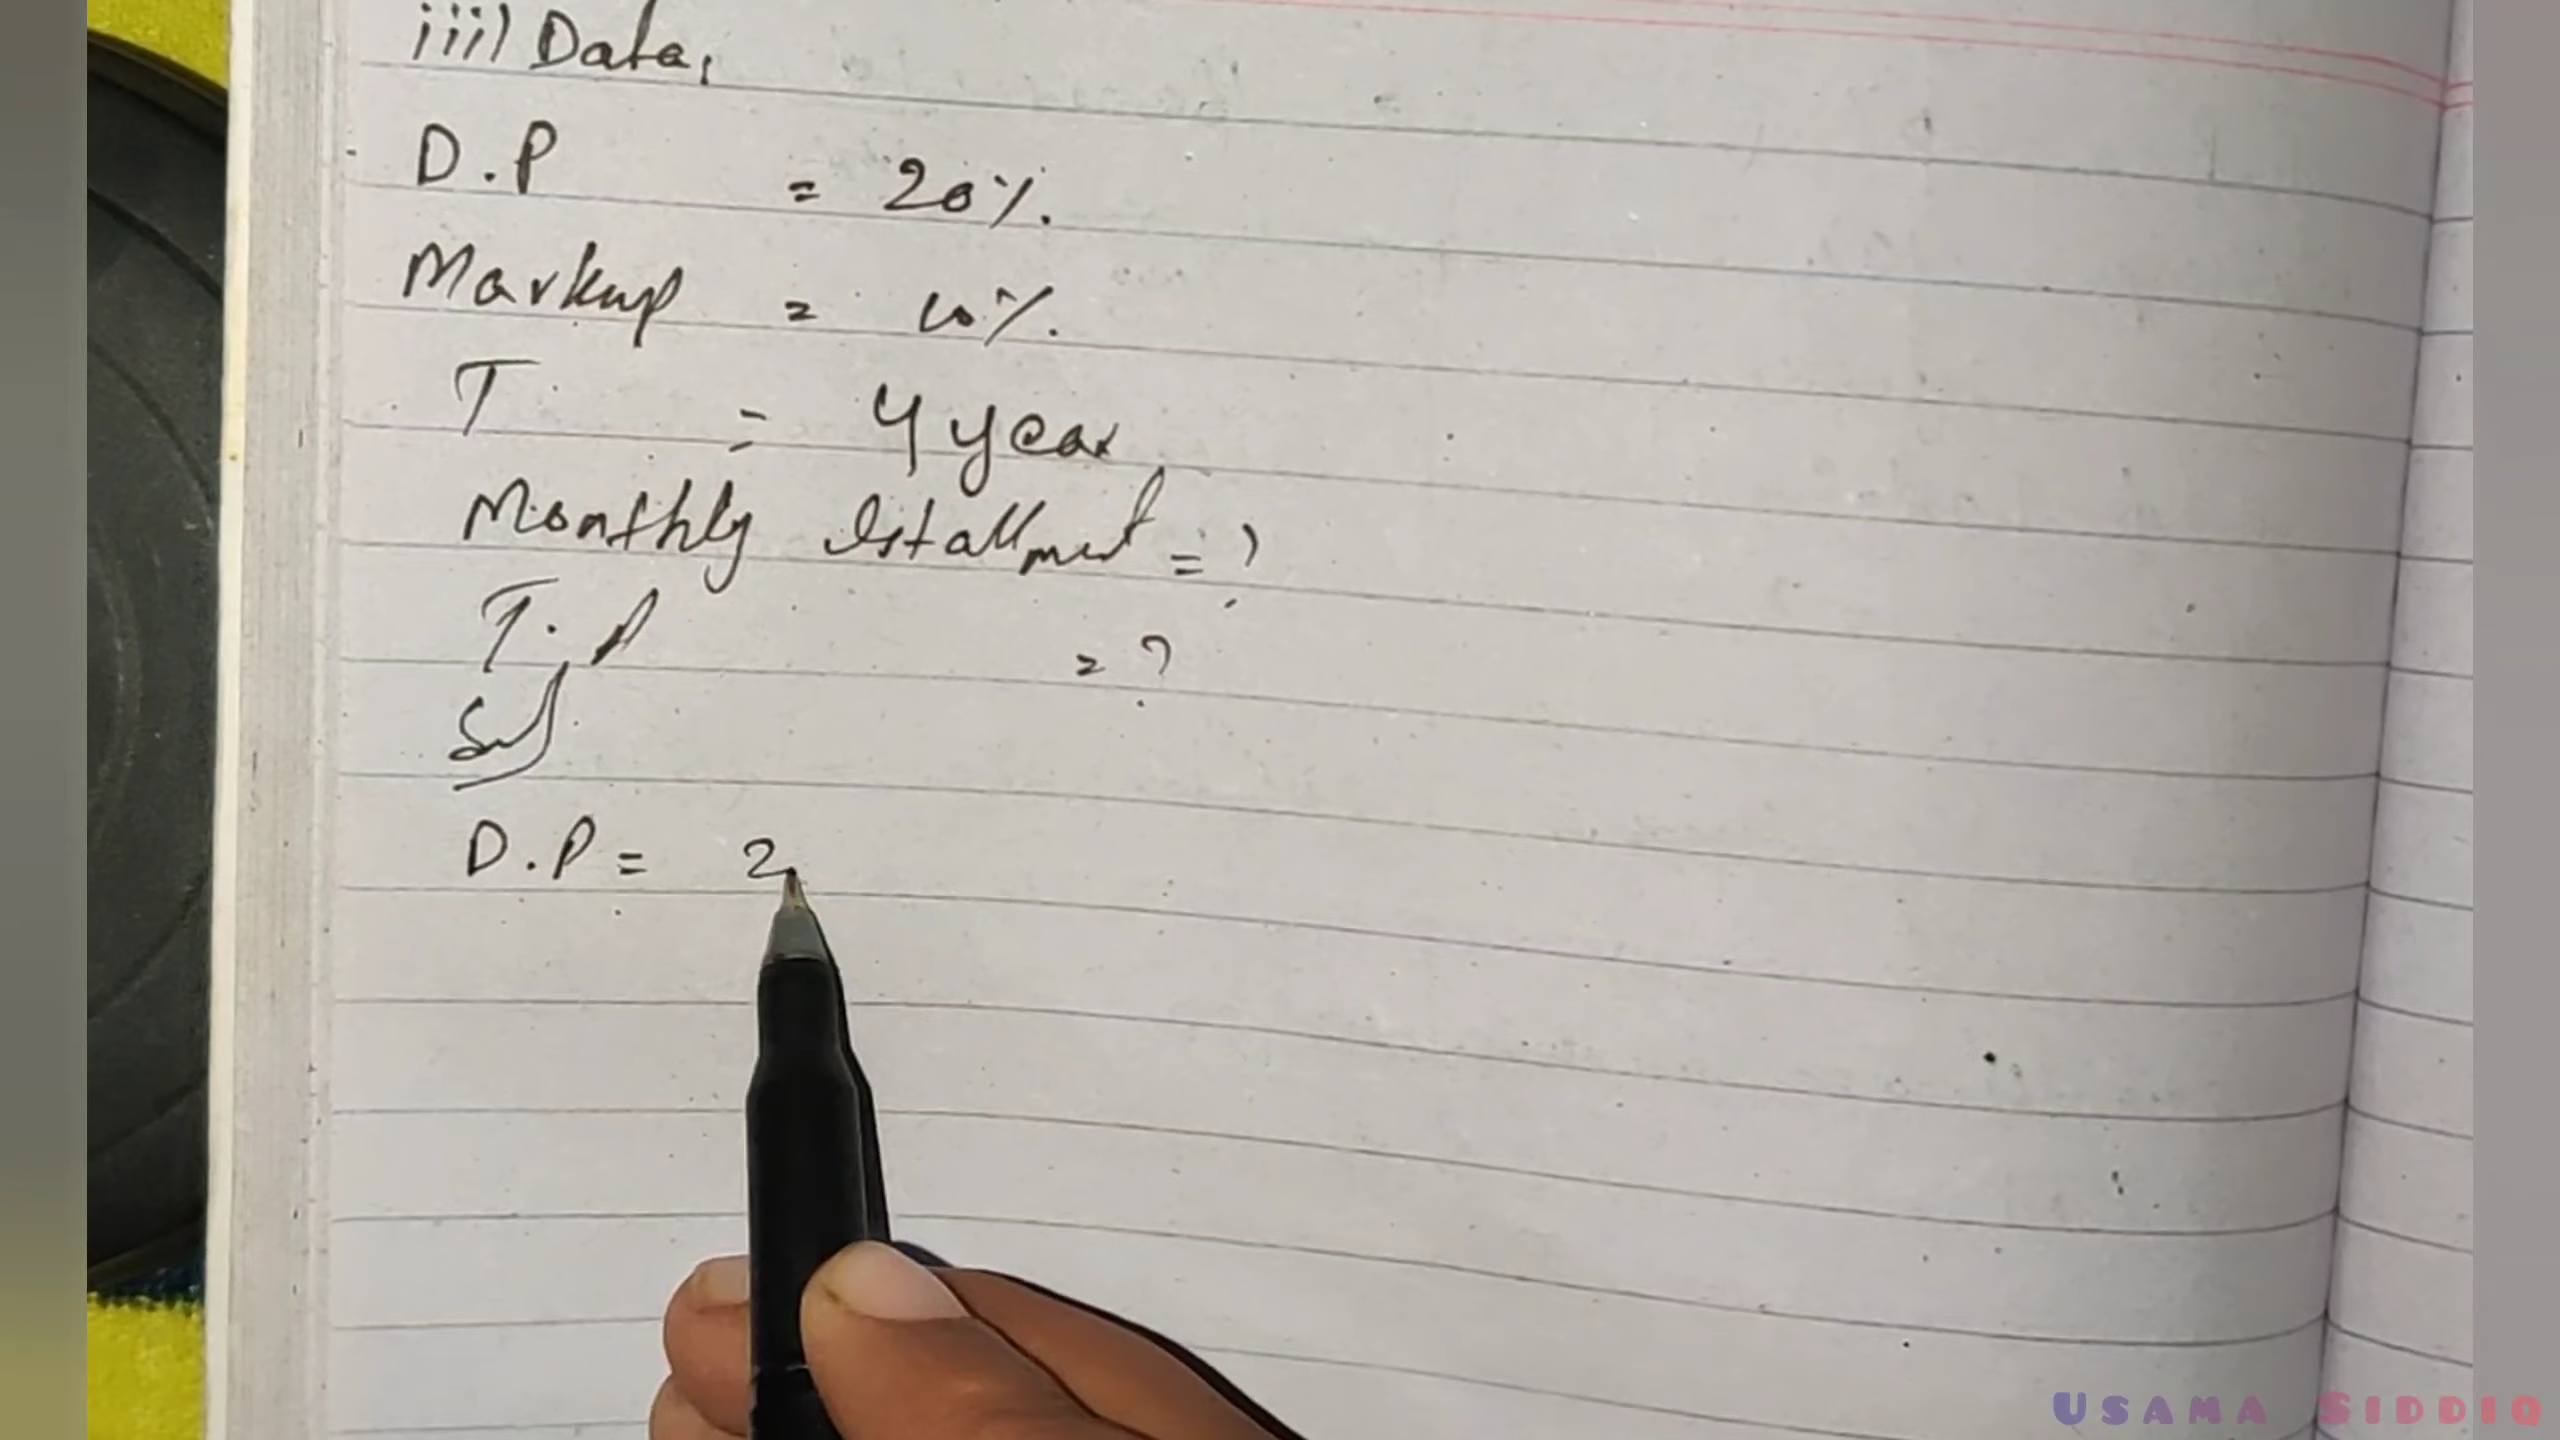 iii) Data,
D.P = 20%.
Markup = 10%.
T = 4 year
Monthly Istallment = ?
T.P = ?
Sol
D.P = 2
USAMA SIDDIQ